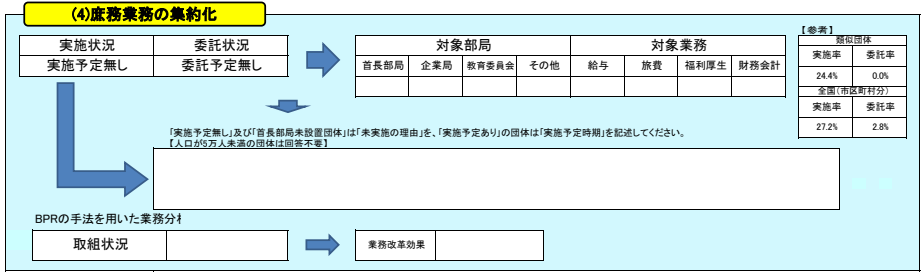 (4)庶務業務の集約化
【参考】
実施状況 委託状況 対象部局 対象業務 類似団体
実施予定無し 委託予定無し 首長部局 企業局 教育委員会 その他 給与 旅費 福利厚生 財務会計 実施率 委託率
24.4% 0.0%
全国(市区町村分)
実施率 委託率
27.2% 2.8%
「実施予定無し」及び「首長部局未設置団体」は「未実施の理由」を、「実施予定あり」の団体は「実施予定時期」を記述してください。
【人口が5万人未満の団体は回答不要】
BPRの手法を用いた業務分析
取組状況 業務改革効果